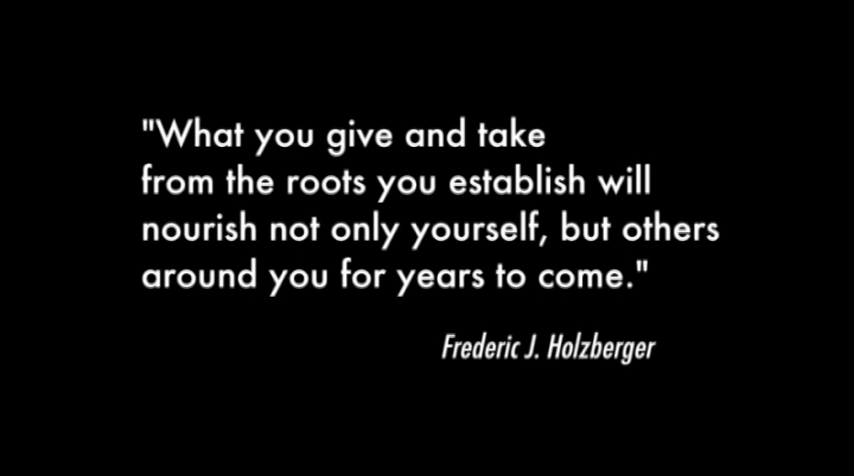 "What you give and take
from the roots you establish will
nourish not only yourself, but others
around you for years to come."
Frederic J. Holzberger